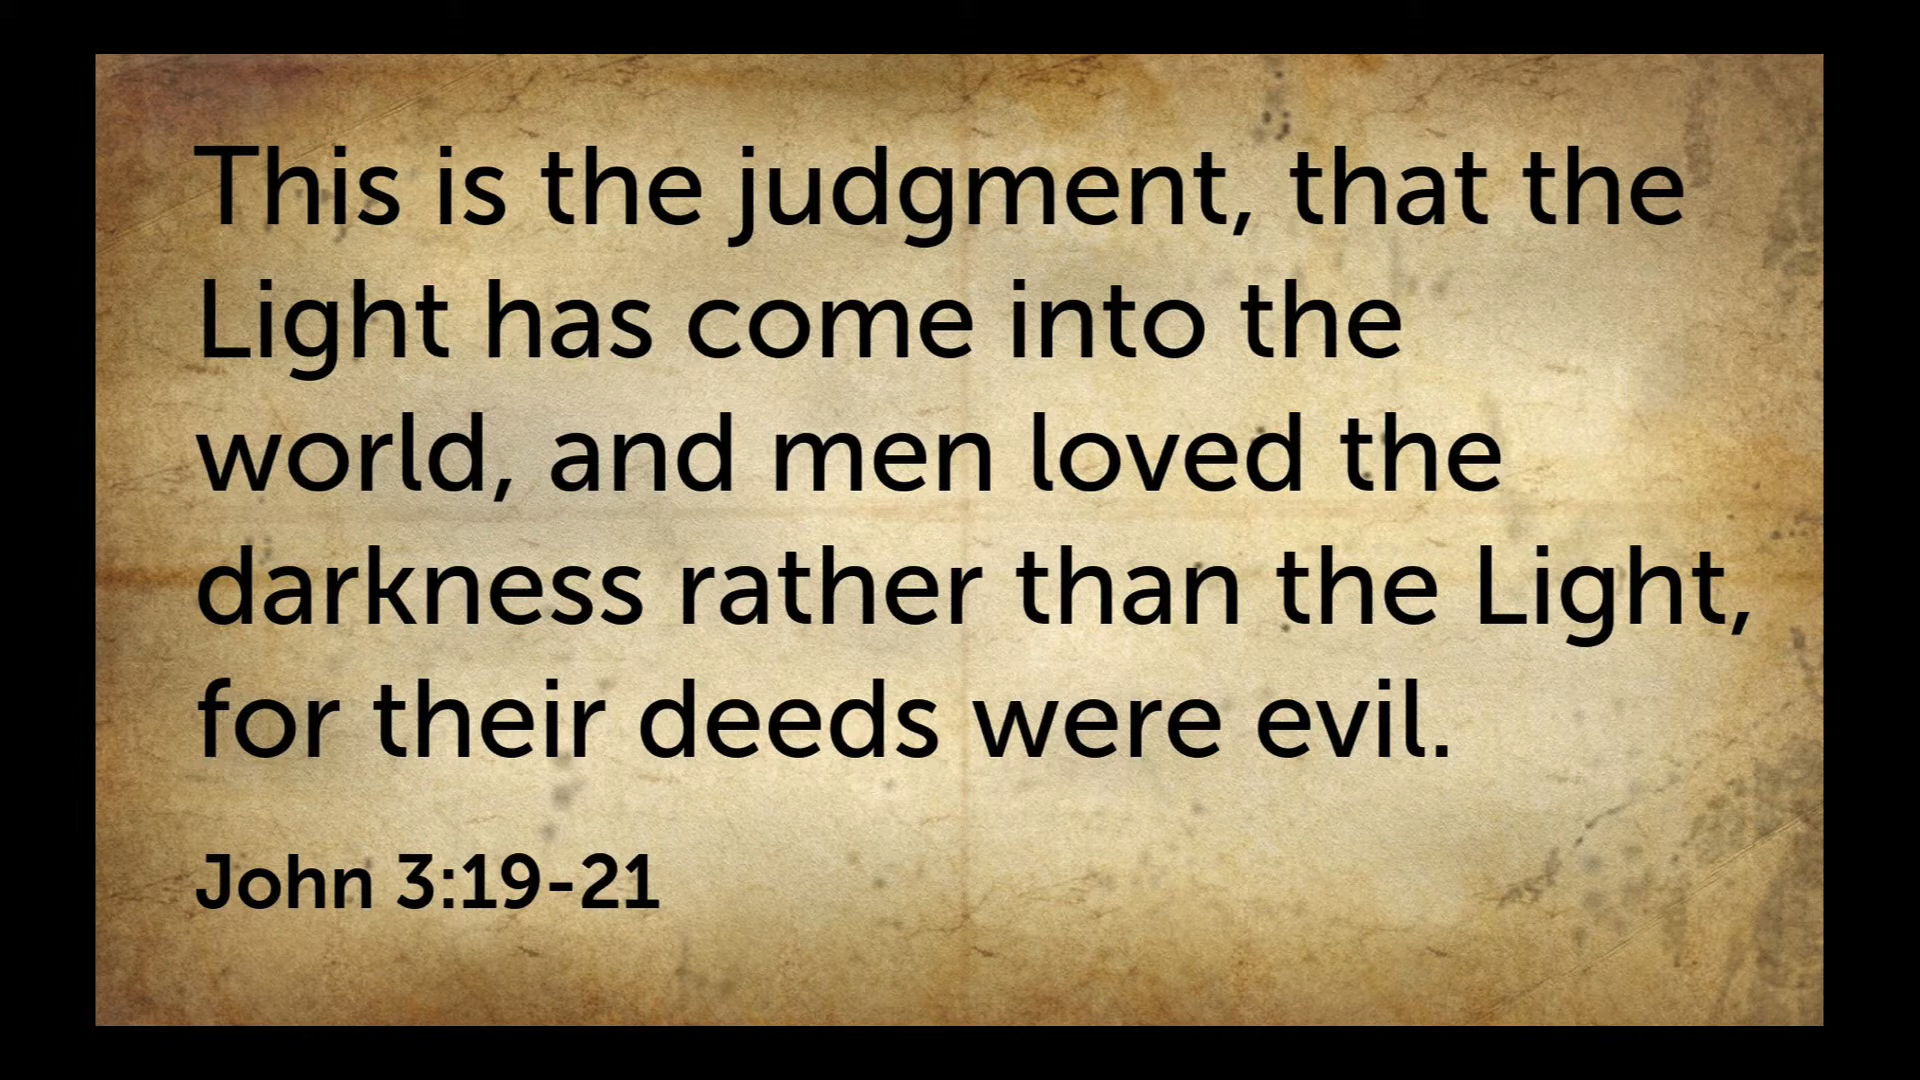 This is the judgment, that the
Light has come into the
world, and men loved the
darkness rather than the Light,
for their deeds were evil.
John 3:19-21